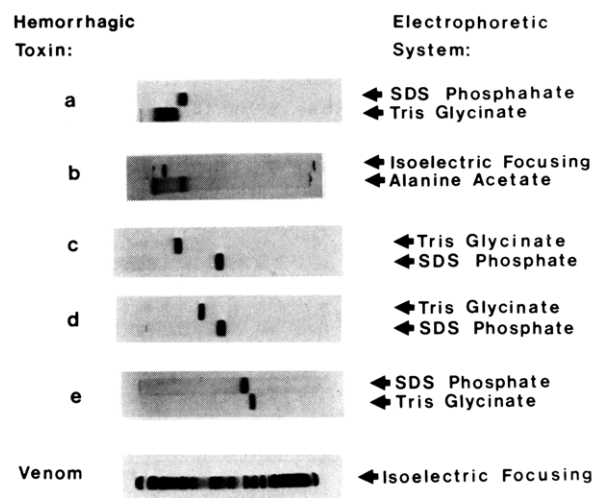 Hemorrhagic Toxin:
Electrophoretic System:
a
SDS Phosphahate
Tris Glycinate
b
Isoelectric Focusing
Alanine Acetate
c
Tris Glycinate
SDS Phosphate
d
Tris Glycinate
SDS Phosphate
e
SDS Phosphate
Tris Glycinate
Venom
Isoelectric Focusing